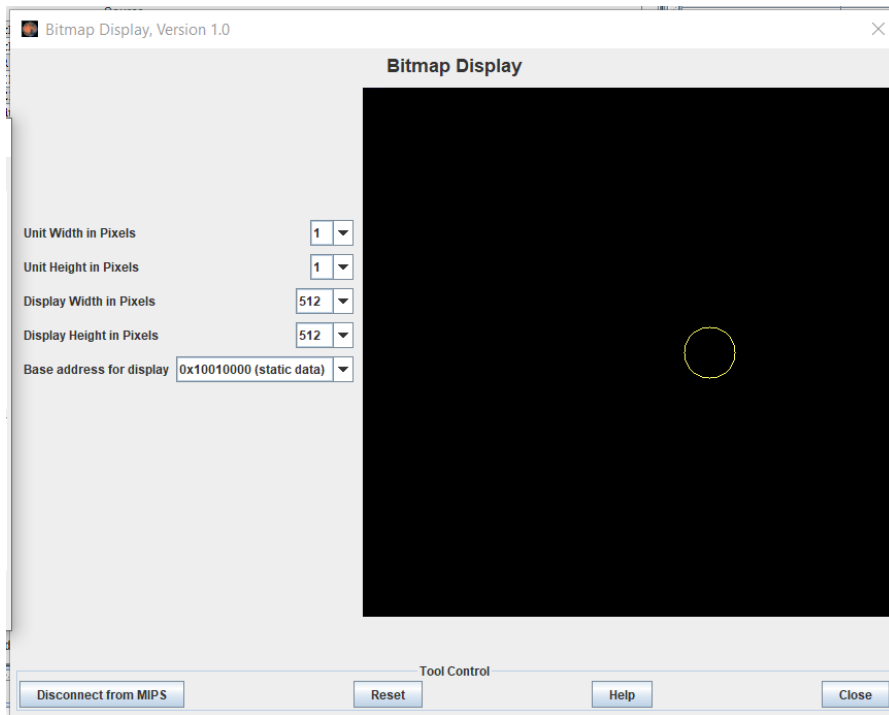 Bitmap Display, Version 1.0
Bitmap Display
Unit Width in Pixels 1
Unit Height in Pixels 1
Display Width in Pixels 512
Display Height in Pixels 512
Base address for display 0x10010000 (static data)
Tool Control
Disconnect from MIPS Reset Help Close